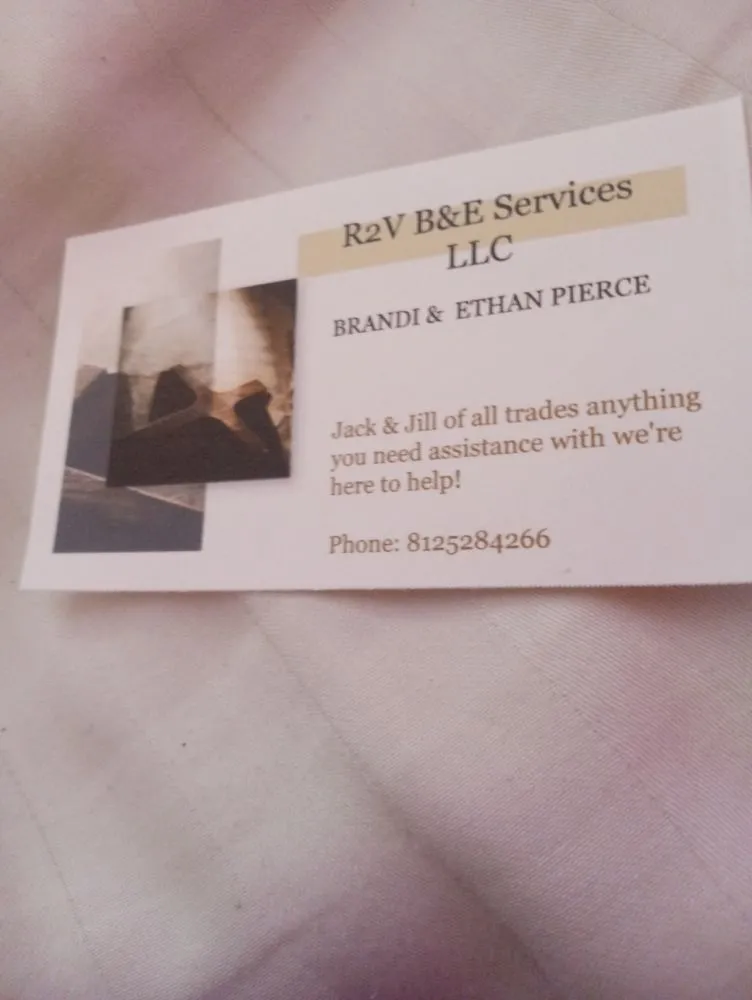 R2V B&E Services
LLC
BRANDI & ETHAN PIERCE
Jack & Jill of all trades anything
you need assistance with we're
here to help!
Phone: 8125284266